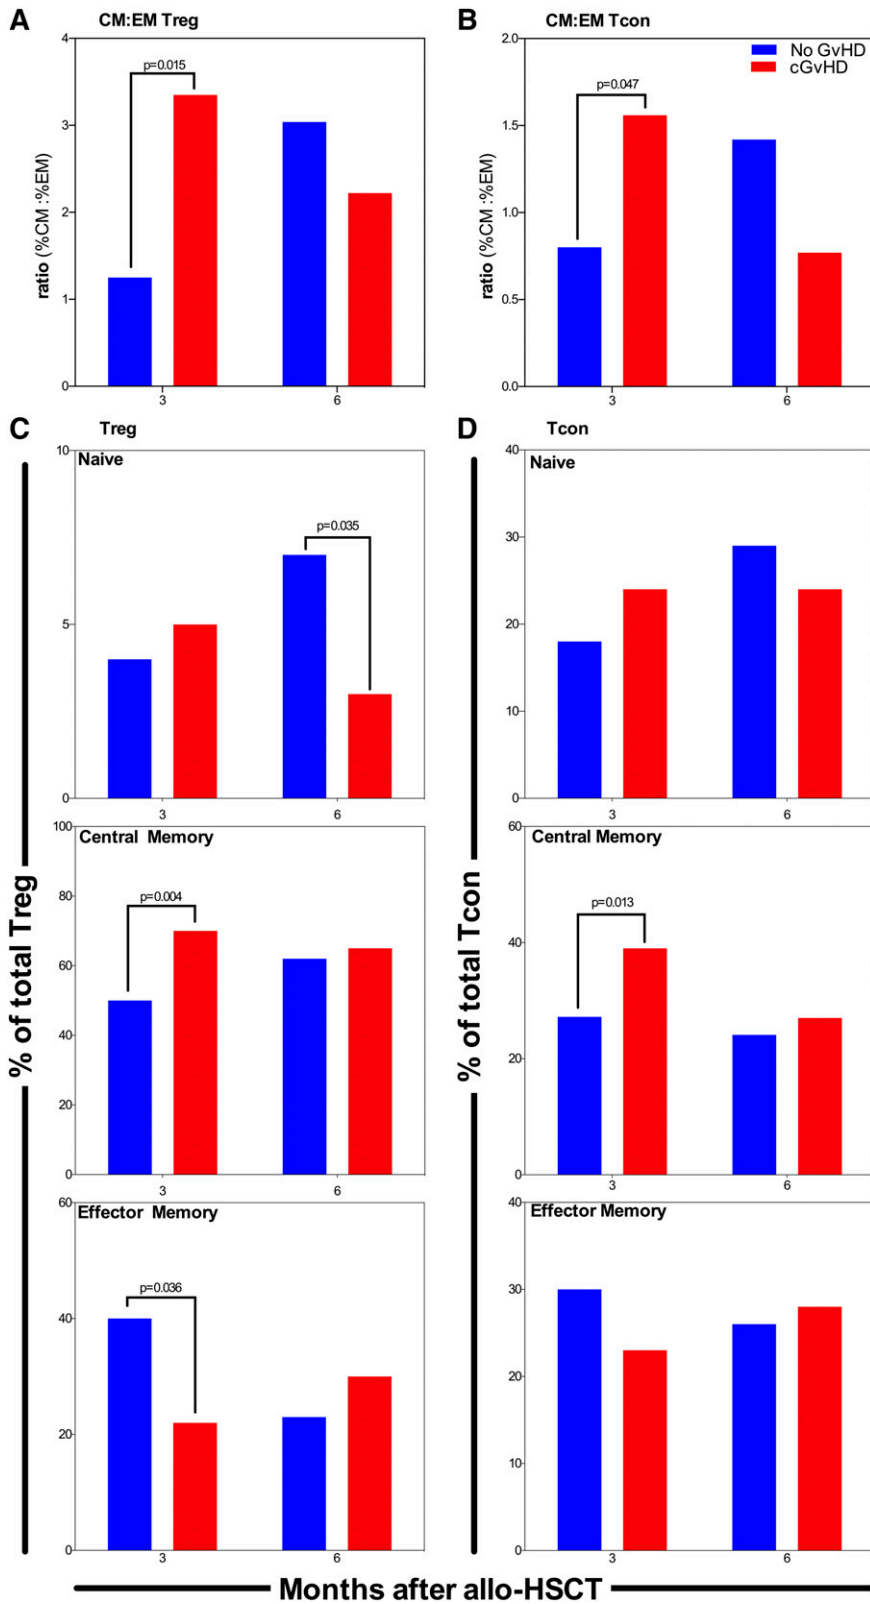 A CM:EM Treg
4
3
2
1
0
ratio (%CM :%EM)
p=0.015
3 6
B CM:EM Tcon
No GvHD
cGvHD
2.0
1.5
1.0
0.5
0.0
ratio (%CM :%EM)
p=0.047
3 6
C Treg
% of total Treg
Naive
10
5
0
p=0.035
3 6
Central Memory
100
80
60
40
20
0
p=0.004
3 6
Effector Memory
60
40
20
0
p=0.036
3 6
D Tcon
% of total Tcon
Naive
40
30
20
10
0
3 6
Central Memory
60
40
20
0
p=0.013
3 6
Effector Memory
40
30
20
10
0
3 6
Months after allo-HSCT